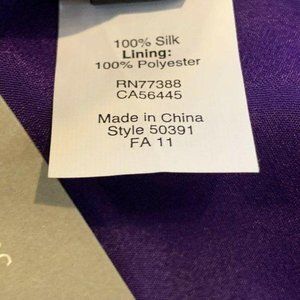 100% Silk
Lining:
100% Polyester
RN77388
CA56445
Made in China
Style 50391
FA 11